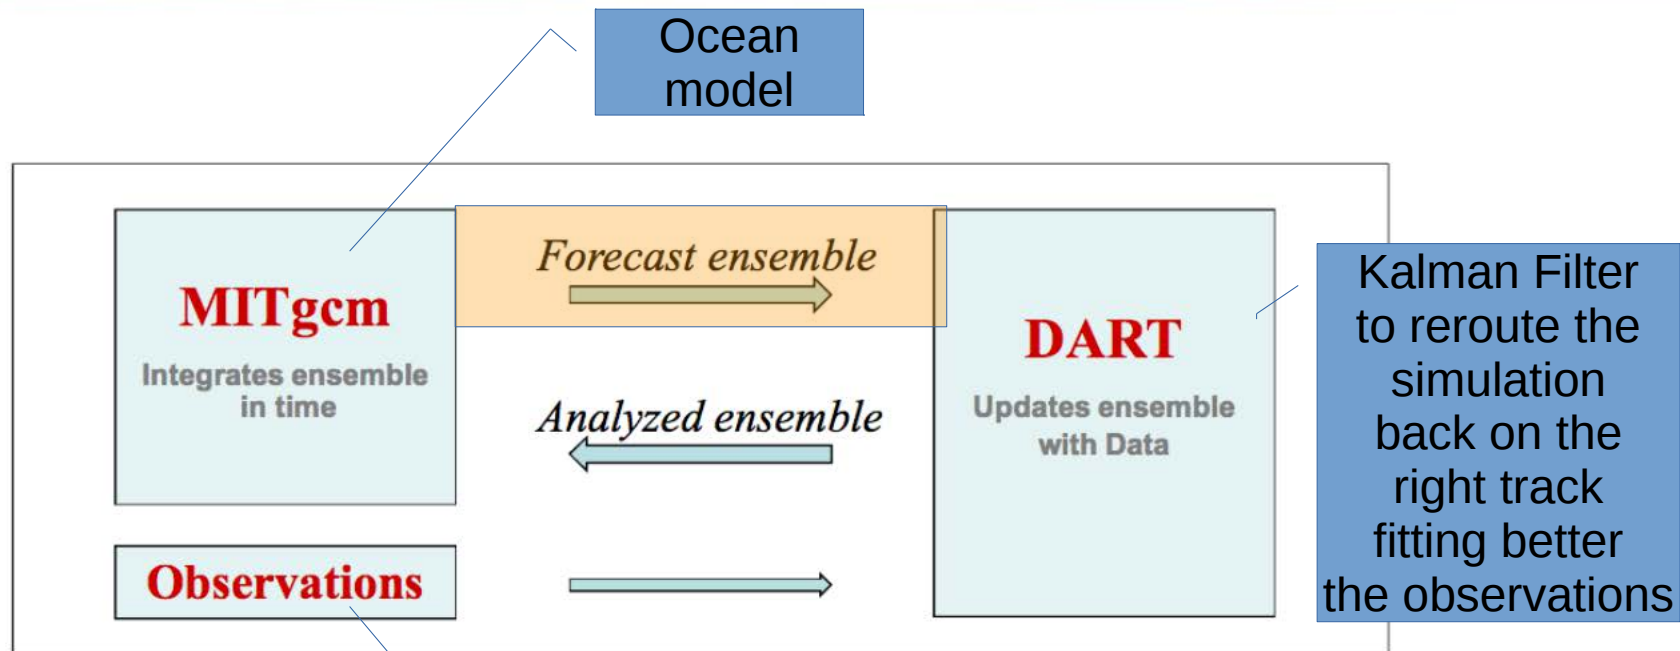 Ocean
model
MITgcm
Integrates ensemble
in time
Forecast ensemble
Analyzed ensemble
DART
Updates ensemble
with Data
Kalman Filter
to reroute the
simulation
back on the
right track
fitting better
the observations
Observations